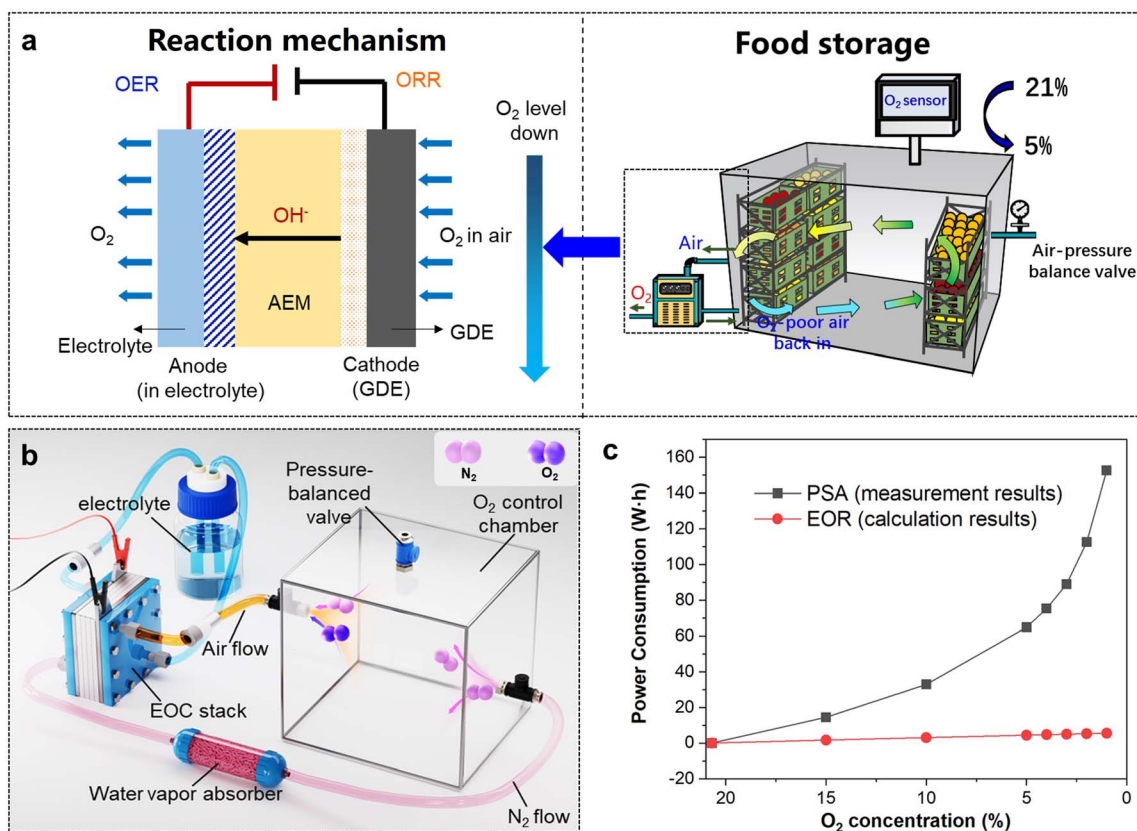 a
Reaction mechanism
OER
ORR
O₂
OH⁻
AEM
O₂ in air
Electrolyte
GDE
Anode
(in electrolyte)
Cathode
(GDE)
O₂ level
down
Food storage
O₂ sensor
21%
5%
Air
O₂
O₂-poor air
back in
Air-pressure
balance valve
b
electrolyte
Pressure-
balanced
valve
N₂
O₂
O₂ control
chamber
Air flow
EOC stack
Water vapor absorber
N₂ flow
c
Power Consumption (W·h)
160
140
120
100
80
60
40
20
0
-20
PSA (measurement results)
EOR (calculation results)
20
15
10
5
0
O₂ concentration (%)